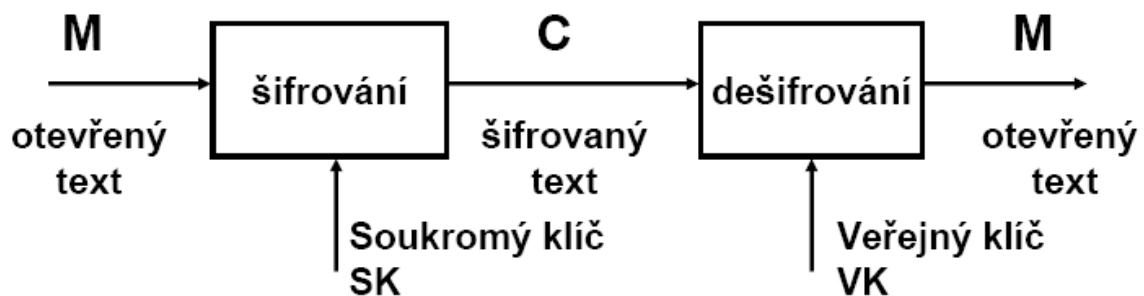 M
C
M
šifrování
dešifrování
otevřený
text
šifrovaný
text
otevřený
text
Soukromý klíč
SK
Veřejný klíč
VK